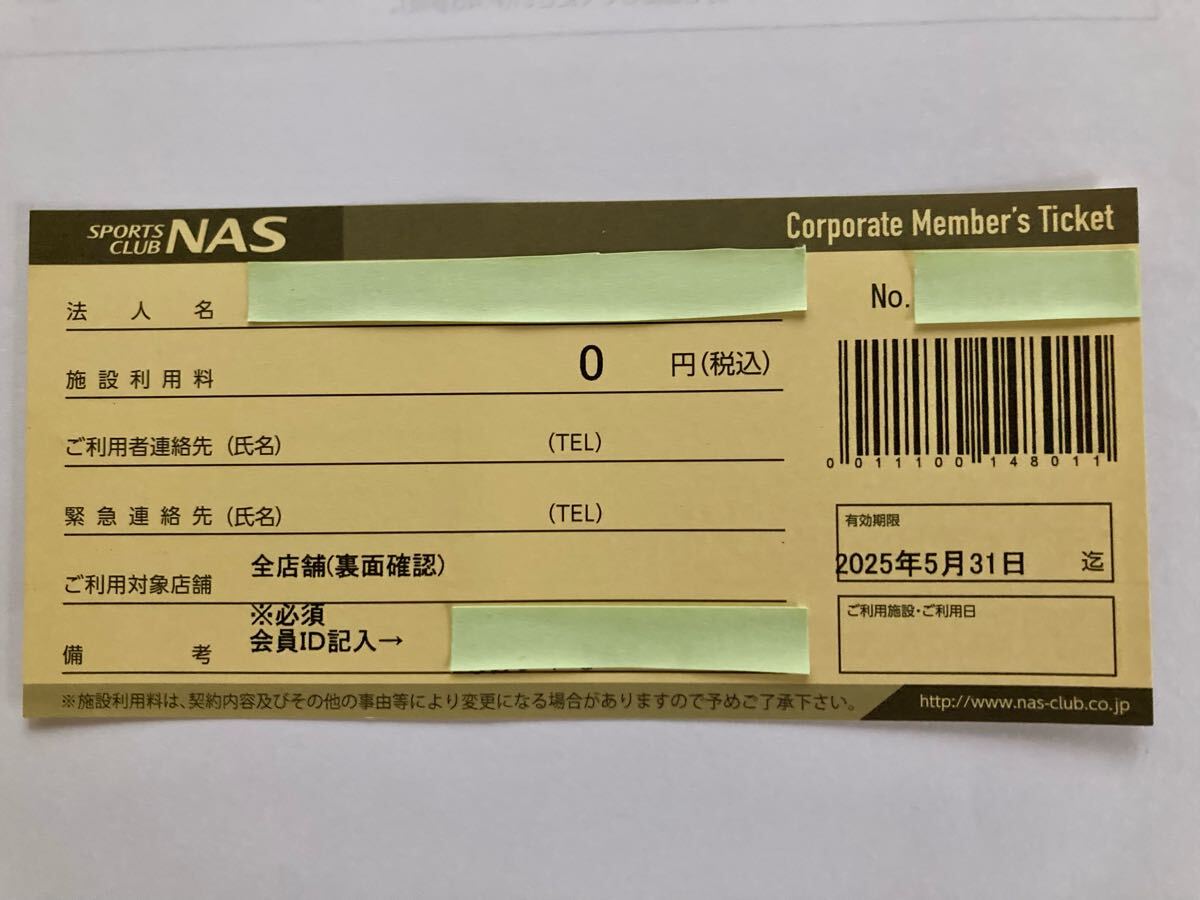 SPORTS CLUB NAS
Corporate Member's Ticket
法人名
No.
施設利用料 0 円(税込)
ご利用者連絡先 (氏名) (TEL)
0011100148011
緊急連絡先 (氏名) (TEL)
有効期限
2025年5月31日 迄
ご利用対象店舗 全店舗(裏面確認)
ご利用施設・ご利用日
※必須
備考 会員ID記入→
※施設利用料は、契約内容及びその他の事由等により変更になる場合がありますので予めご了承下さい。
http://www.nas-club.co.jp